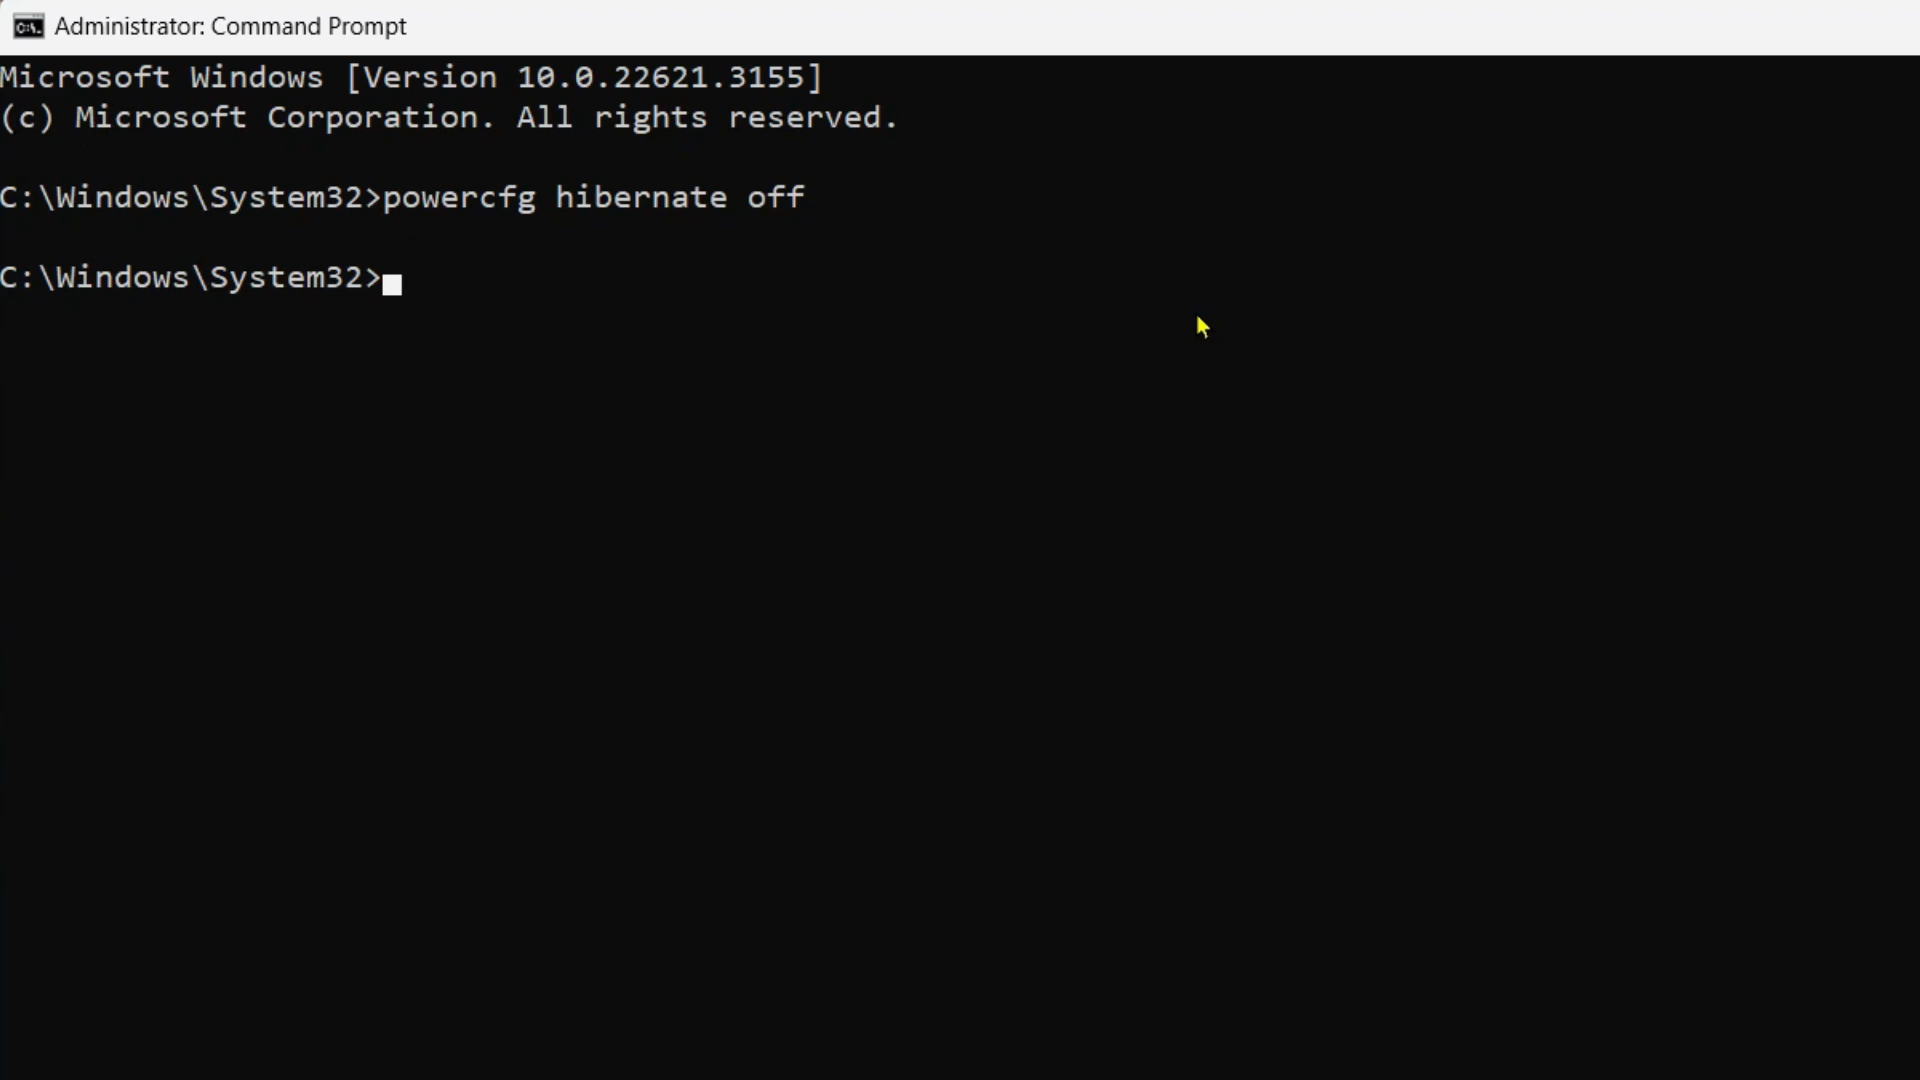 Administrator: Command Prompt
Microsoft Windows [Version 10.0.22621.3155]
(c) Microsoft Corporation. All rights reserved.
C:\Windows\System32>powercfg hibernate off
C:\Windows\System32>